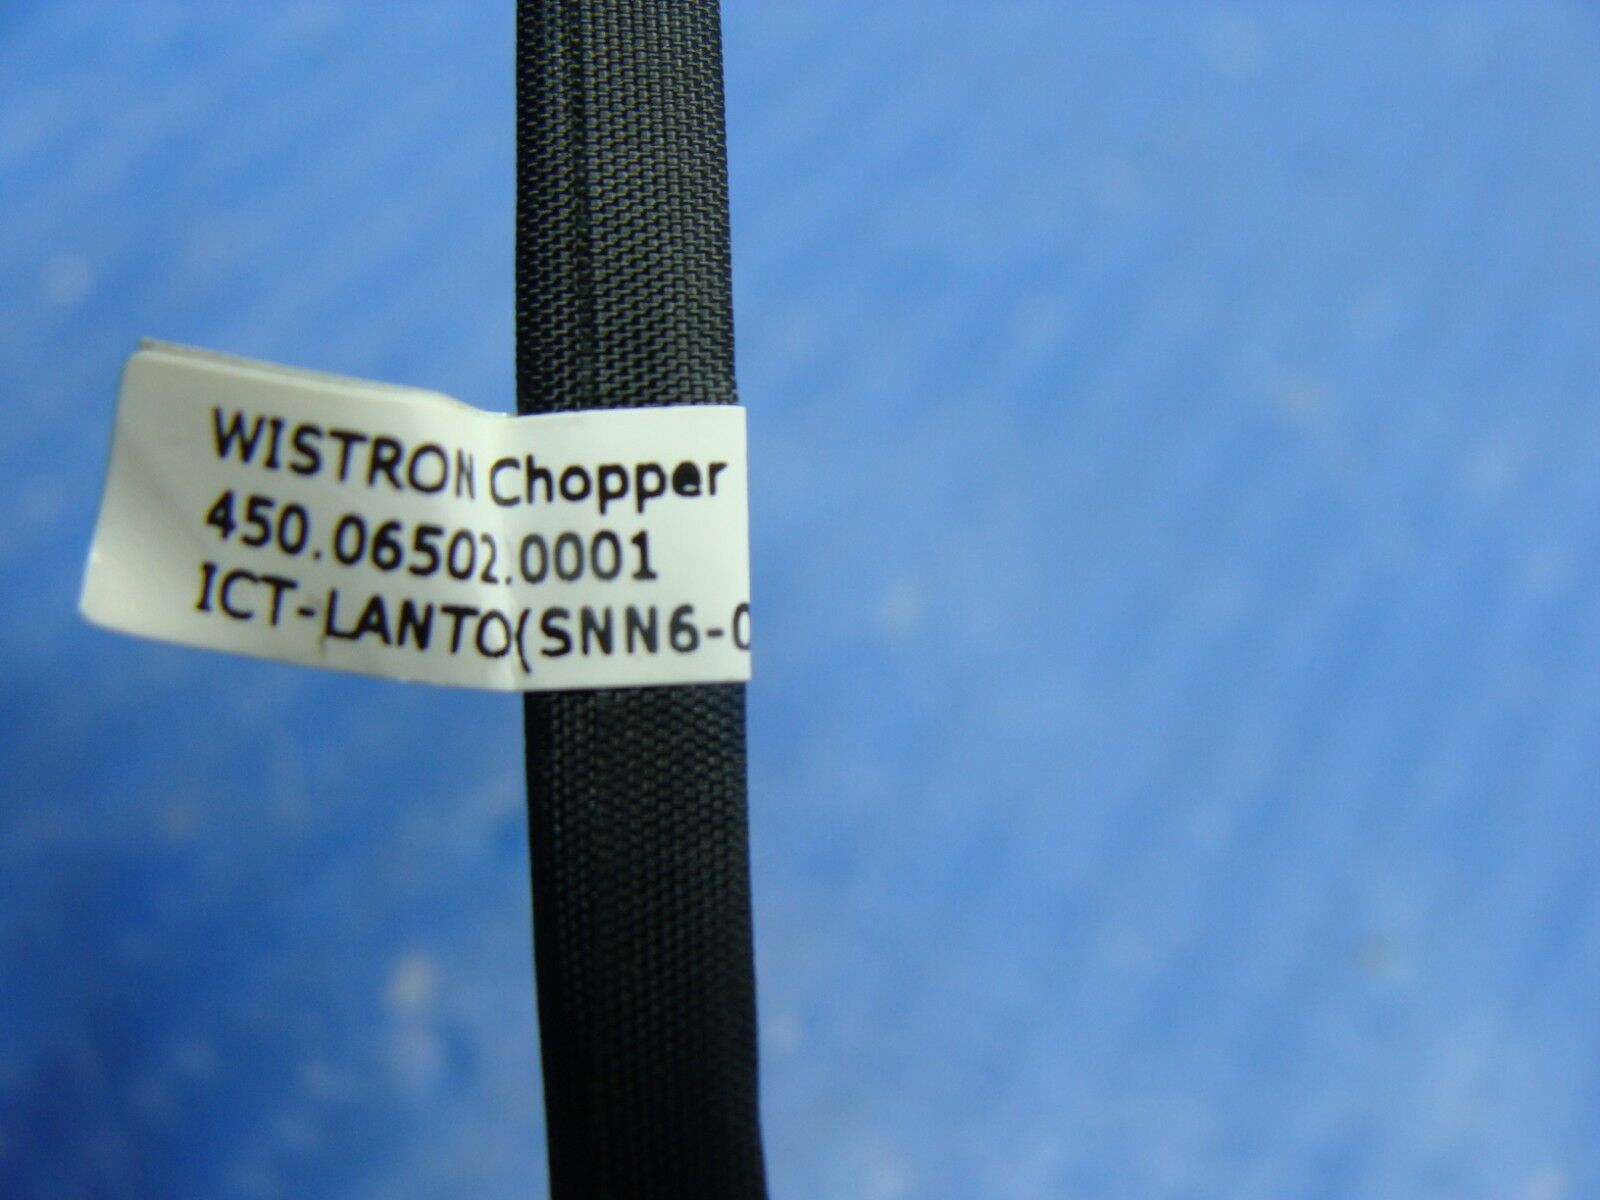 WISTRON Chopper
450.06502.0001
ICT-LANTO(SNN6-0